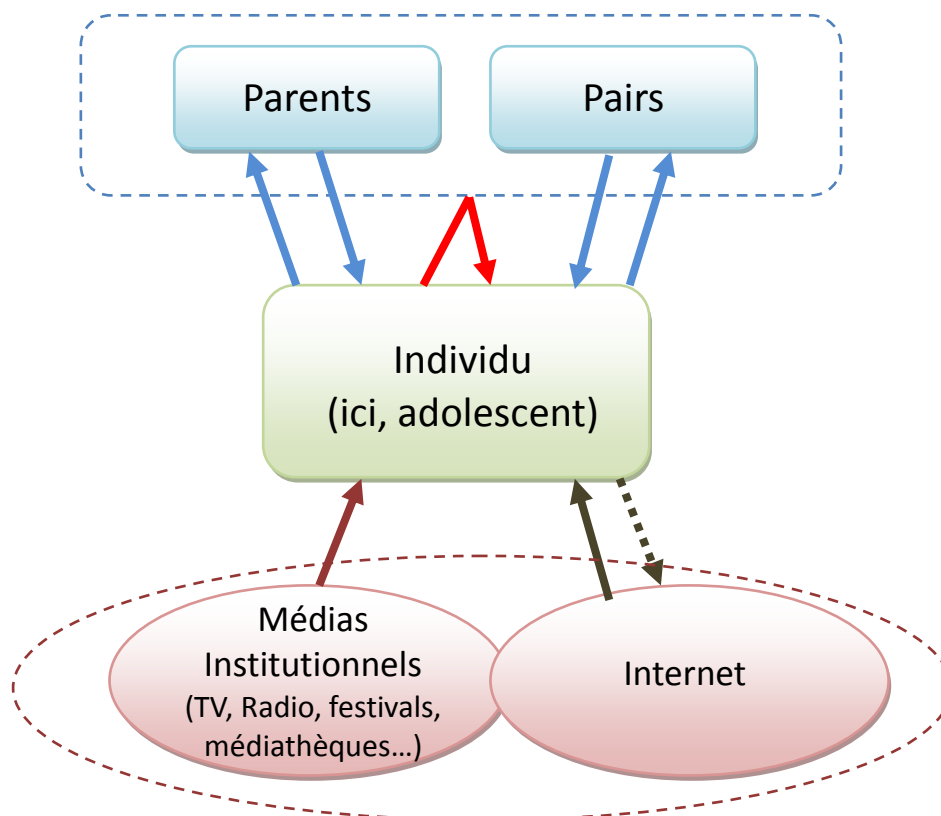 Parents
Pairs
Individu
(ici, adolescent)
Médias
Institutionnels
(TV, Radio, festivals,
médiathèques…)
Internet